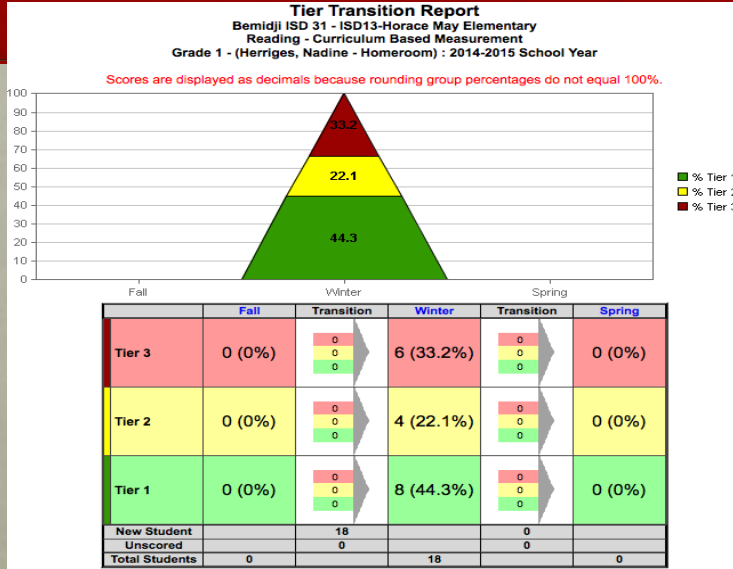 Tier Transition Report
Bemidji ISD 31 - ISD13-Horace May Elementary
Reading - Curriculum Based Measurement
Grade 1 - (Herriges, Nadine - Homeroom) : 2014-2015 School Year
Scores are displayed as decimals because rounding group percentages do not equal 100%.
100
90
80
70
60
50
40
30
20
10
0
33.2
22.1
44.3
Fall Winter Spring
% Tier 1
% Tier 2
% Tier 3
Fall Transition Winter Transition Spring
Tier 3 0 (0%) 0 0 0 6 (33.2%) 0 0 0 0 (0%)
Tier 2 0 (0%) 0 0 0 4 (22.1%) 0 0 0 0 (0%)
Tier 1 0 (0%) 0 0 0 8 (44.3%) 0 0 0 0 (0%)
New Student 18 0
Unscored 0 0
Total Students 0 18 0